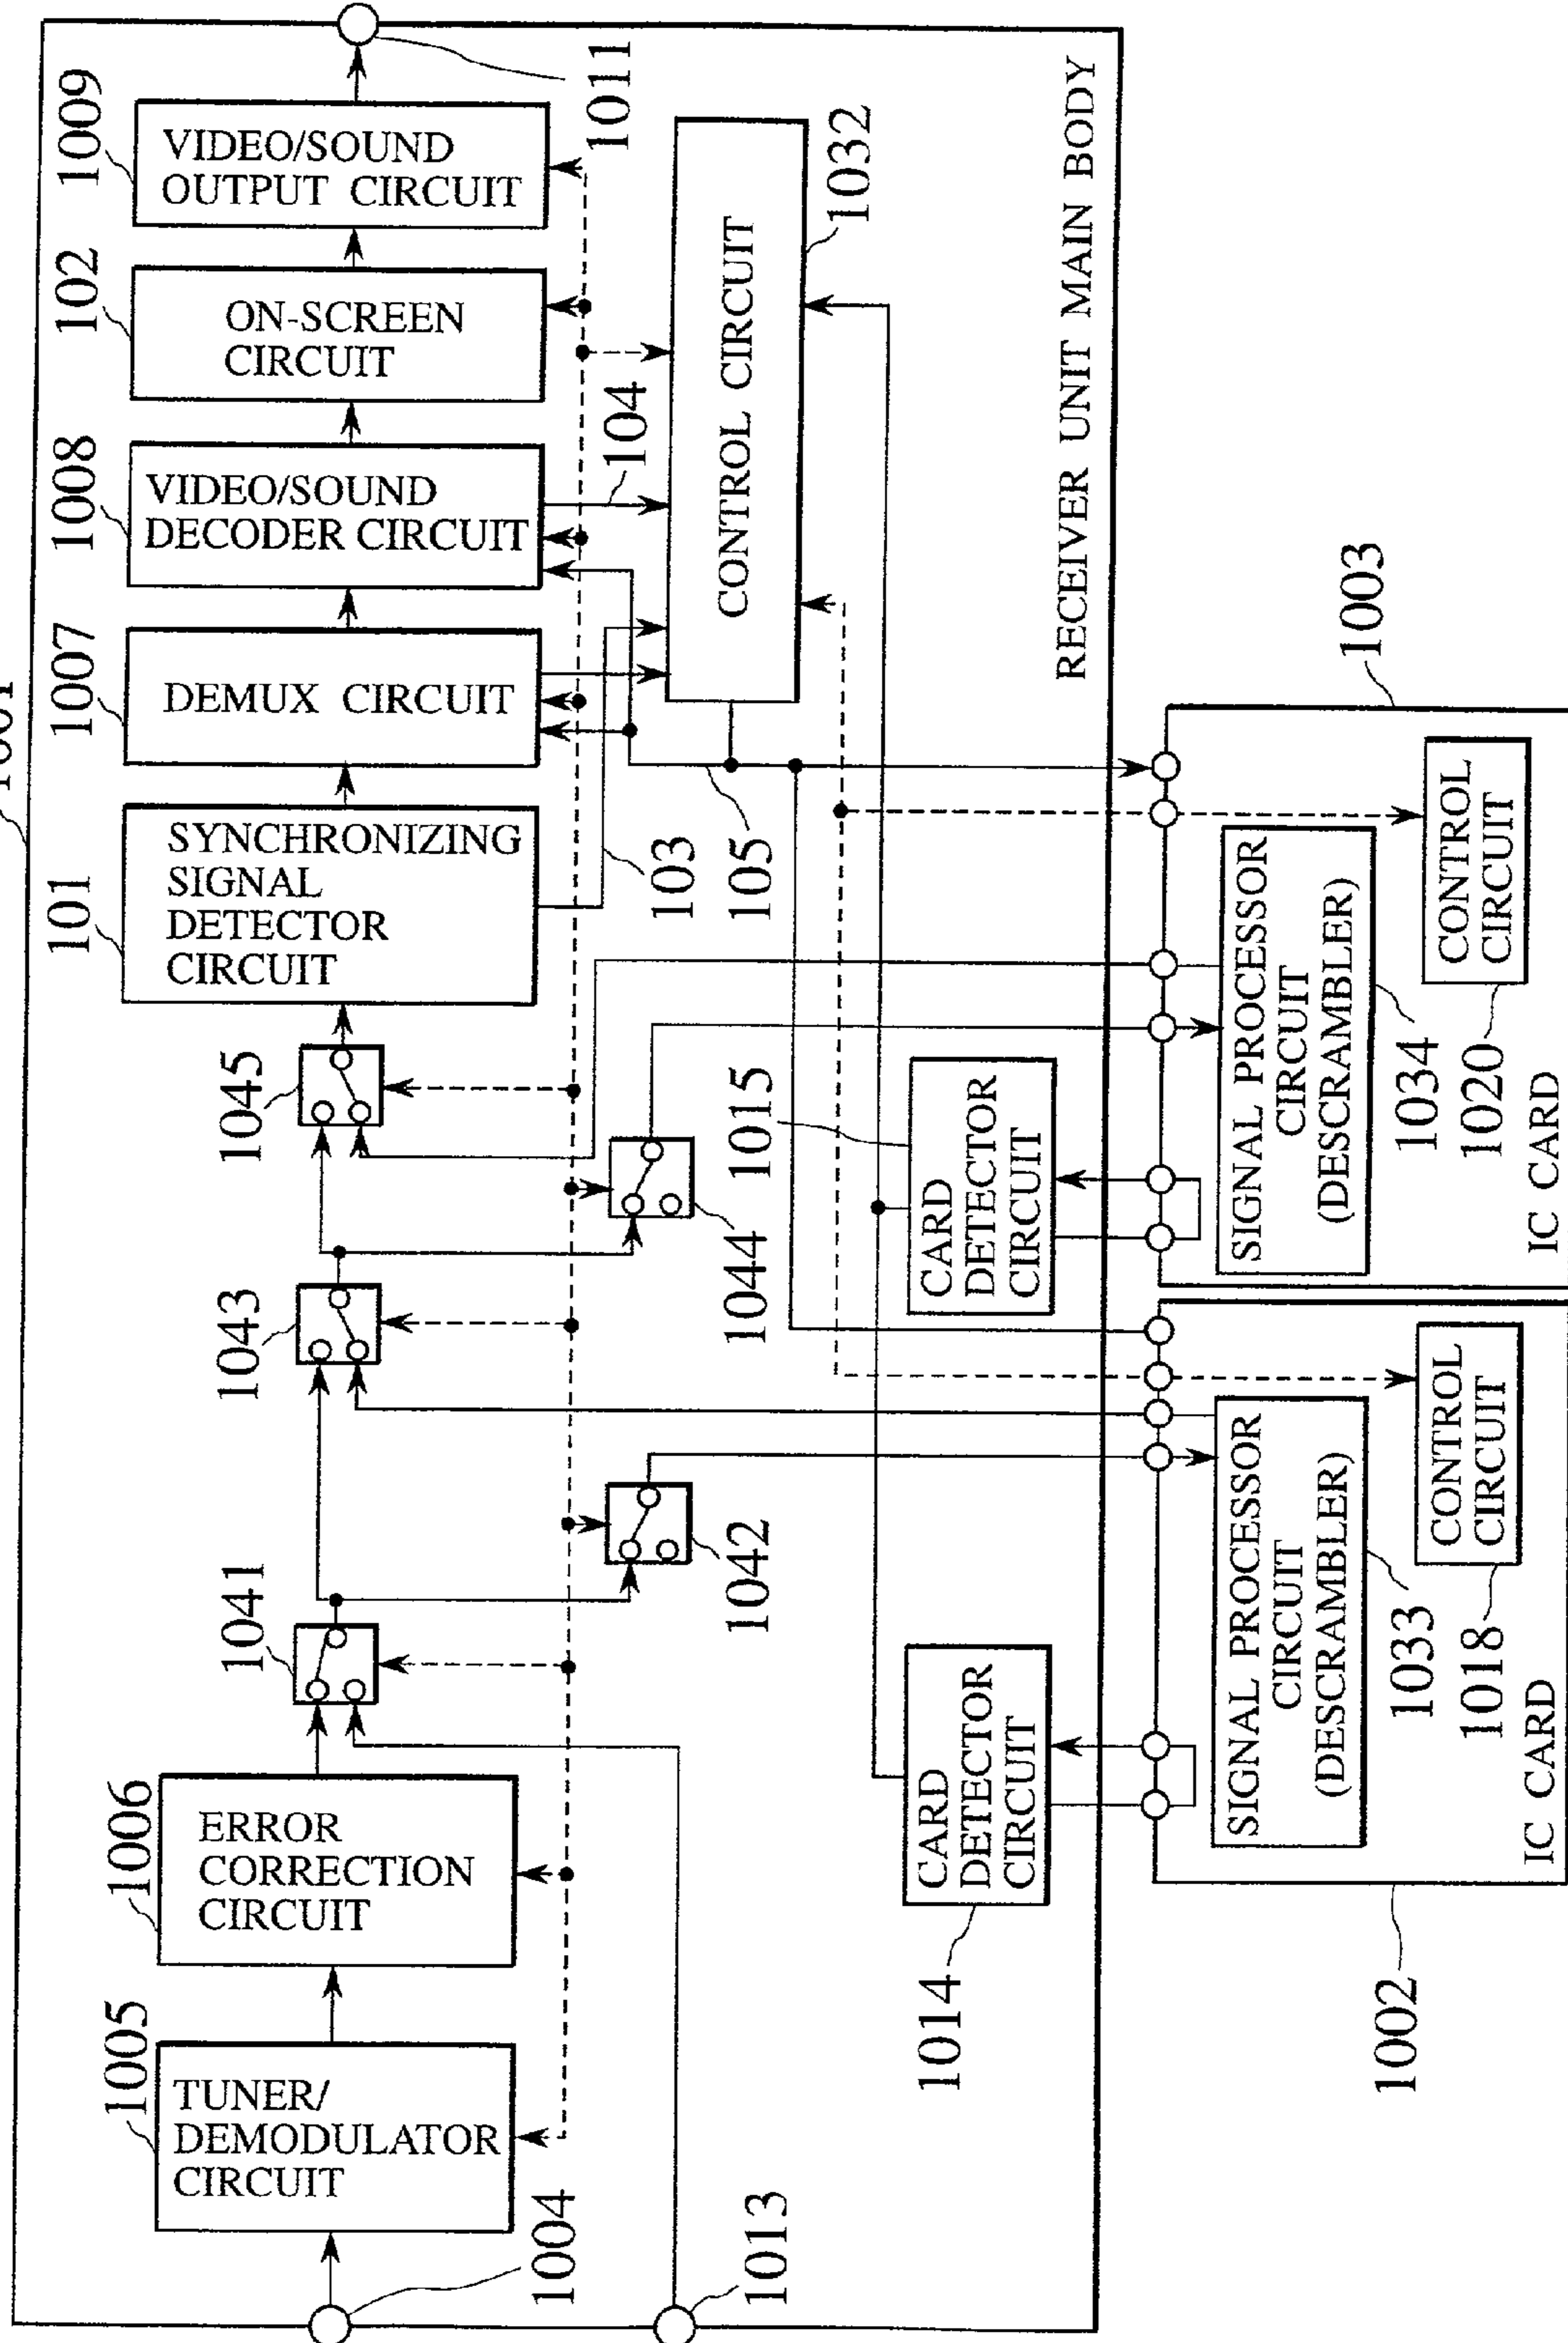 1004
1005
TUNER/
DEMODULATOR
CIRCUIT
1006
ERROR
CORRECTION
CIRCUIT
1041
1043
1045
101
SYNCHRONIZING
SIGNAL
DETECTOR
CIRCUIT
1007
DEMUX CIRCUIT
1008
VIDEO/SOUND
DECODER CIRCUIT
102
ON-SCREEN
CIRCUIT
1009
VIDEO/SOUND
OUTPUT CIRCUIT
1011
1013
1042
1044
103
104
105
CONTROL CIRCUIT
1032
1014
CARD
DETECTOR
CIRCUIT
1015
CARD
DETECTOR
CIRCUIT
RECEIVER UNIT MAIN BODY
1002
SIGNAL PROCESSOR
CIRCUIT
(DESCRAMBLER)
1033
CONTROL
CIRCUIT
1018
IC CARD
1003
SIGNAL PROCESSOR
CIRCUIT
(DESCRAMBLER)
1034
CONTROL
CIRCUIT
1020
IC CARD